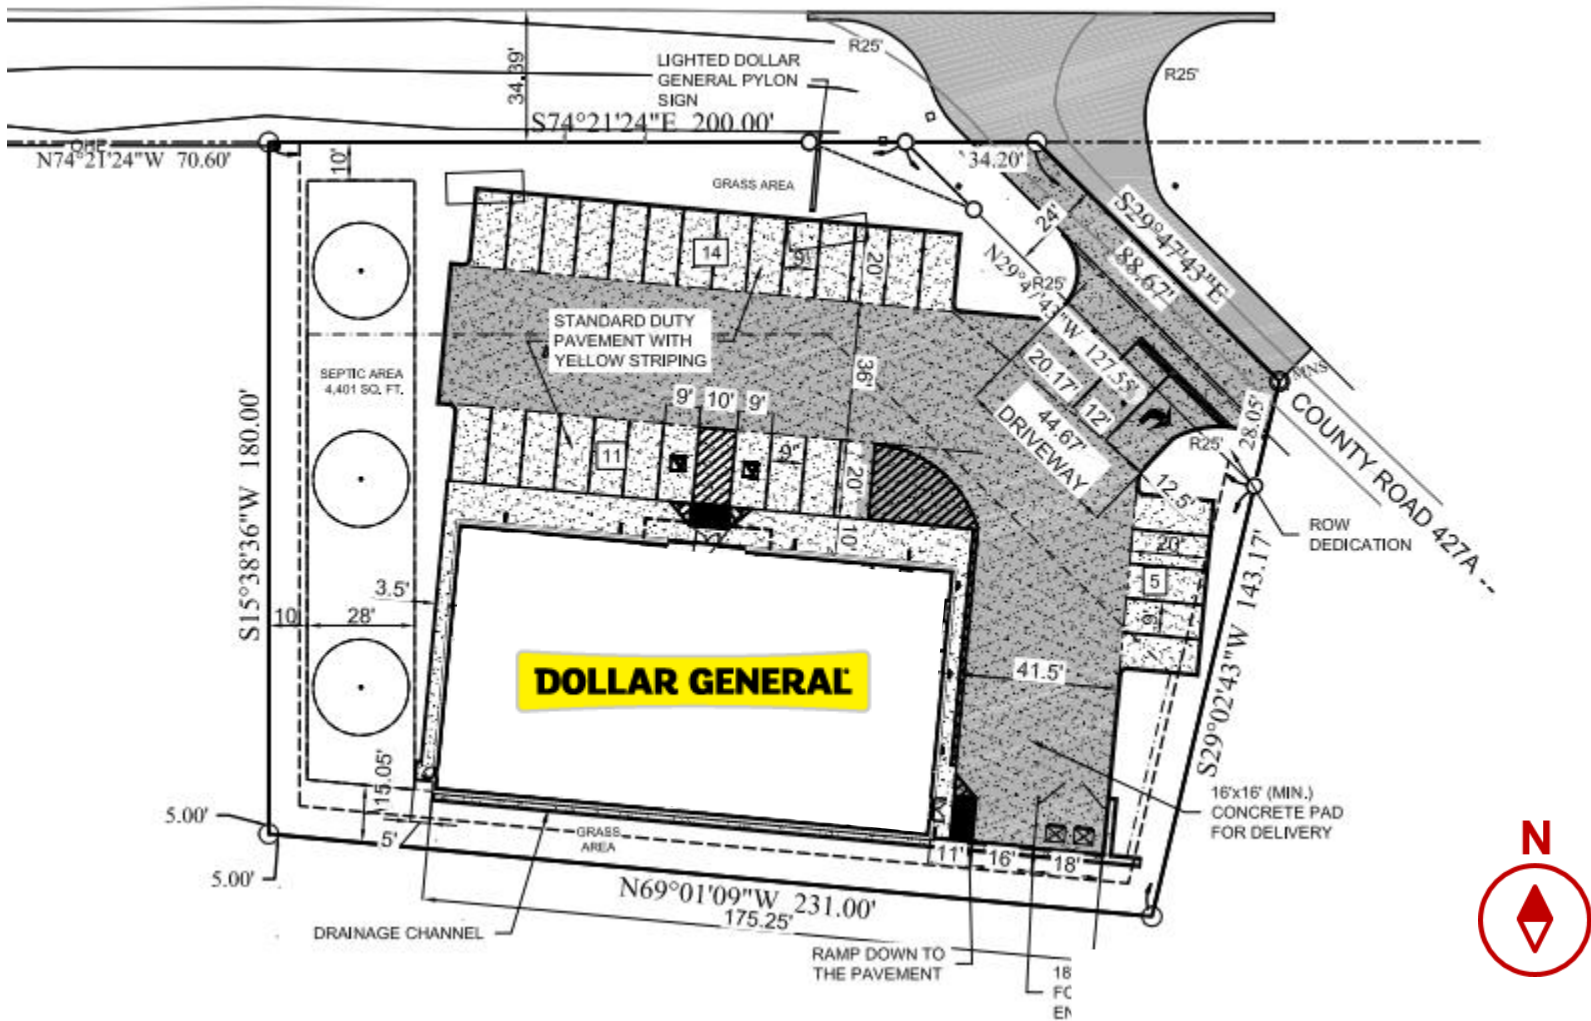 R25'
LIGHTED DOLLAR
GENERAL PYLON
SIGN
34.39'
R25'
S74°21'24"E 200.00'
OHP
N74°21'24"W 70.60'
10'
34.20'
GRASS AREA
24'
S29°47'43"E
88.67'
14
9'
20'
N29°47'43"W 127.55'
R25'
STANDARD DUTY
PAVEMENT WITH
YELLOW STRIPING
36'
20.17'
12'
44.67'
DRIVEWAY
SEPTIC AREA
4,401 SQ. FT.
9'
10'
9'
28.05'
COUNTY ROAD 427A --
R25'
11
9'
20'
12.5'
S15°38'36"W 180.00'
10'
ROW
DEDICATION
20'
5
9'
3.5'
10
28'
DOLLAR GENERAL
41.5'
S29°02'43"W 143.17'
15.05'
16'x16' (MIN.)
CONCRETE PAD
FOR DELIVERY
5.00'
5'
GRASS
AREA
11'
16'
18'
N
5.00'
N69°01'09"W 231.00'
175.25'
DRAINAGE CHANNEL
RAMP DOWN TO
THE PAVEMENT
18
FO
EN